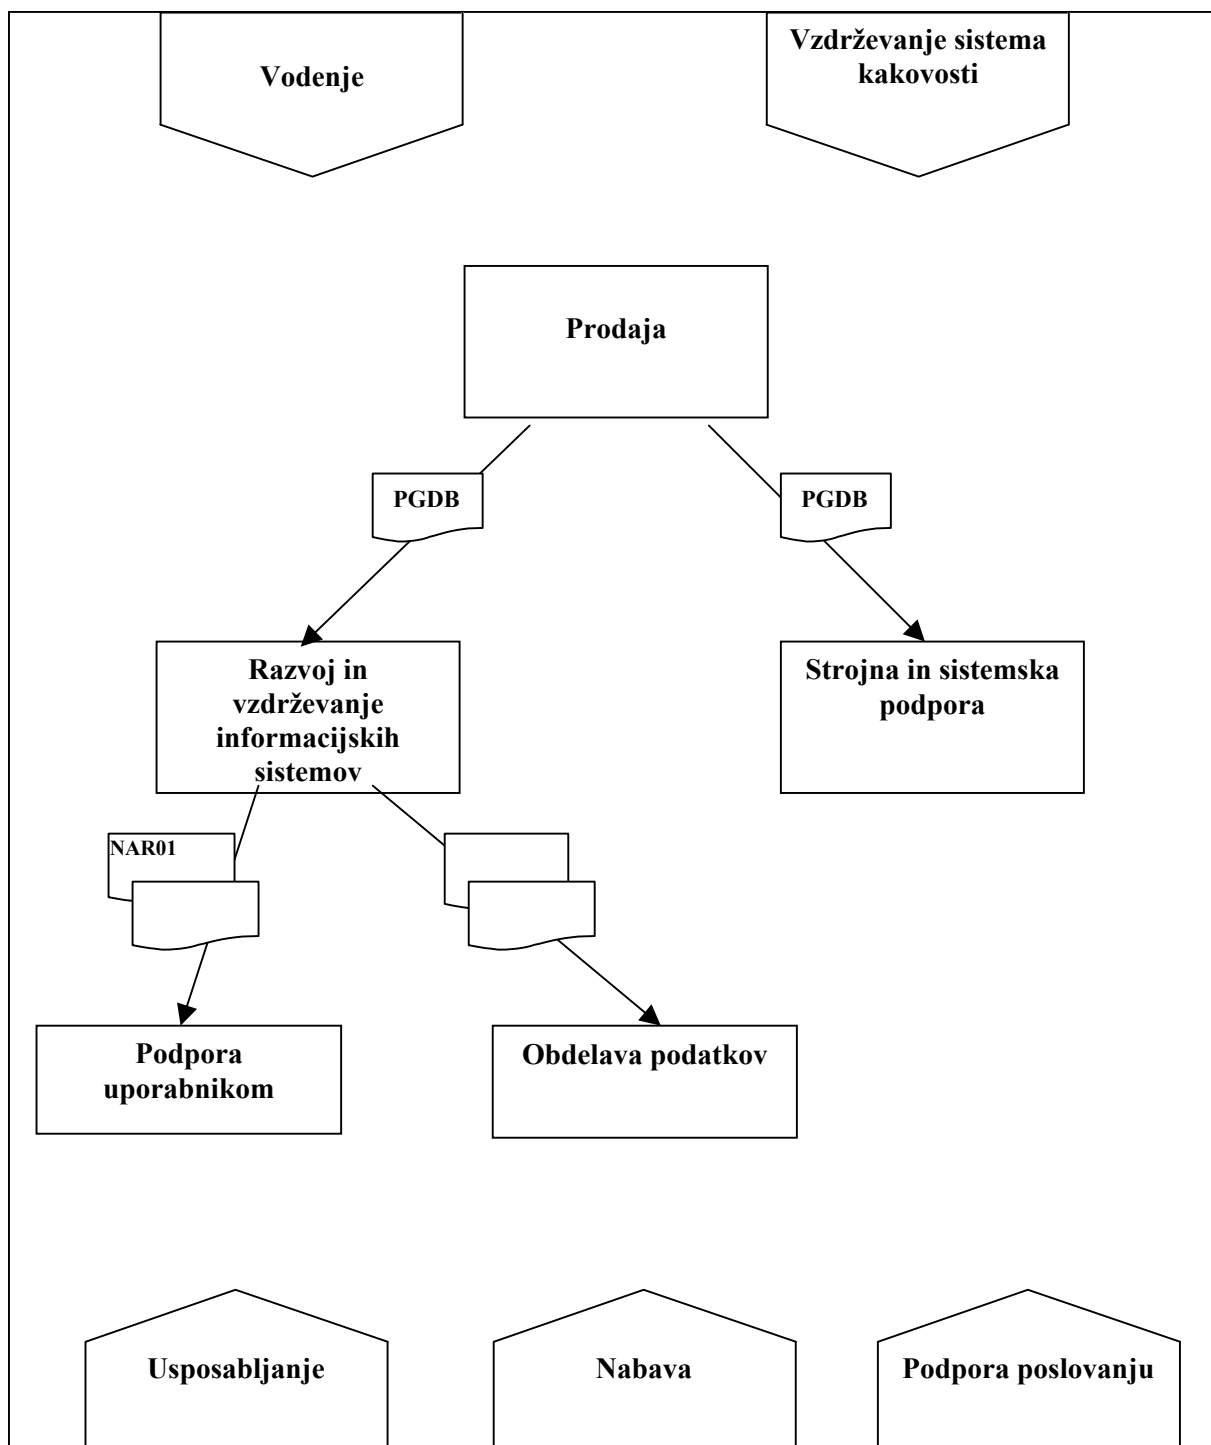 Vodenje
Vzdrževanje sistema
kakovosti
Prodaja
PGDB
PGDB
Razvoj in
vzdrževanje
informacijskih
sistemov
Strojna in sistemska
podpora
NAR01
Podpora
uporabnikom
Obdelava podatkov
Usposabljanje
Nabava
Podpora poslovanju